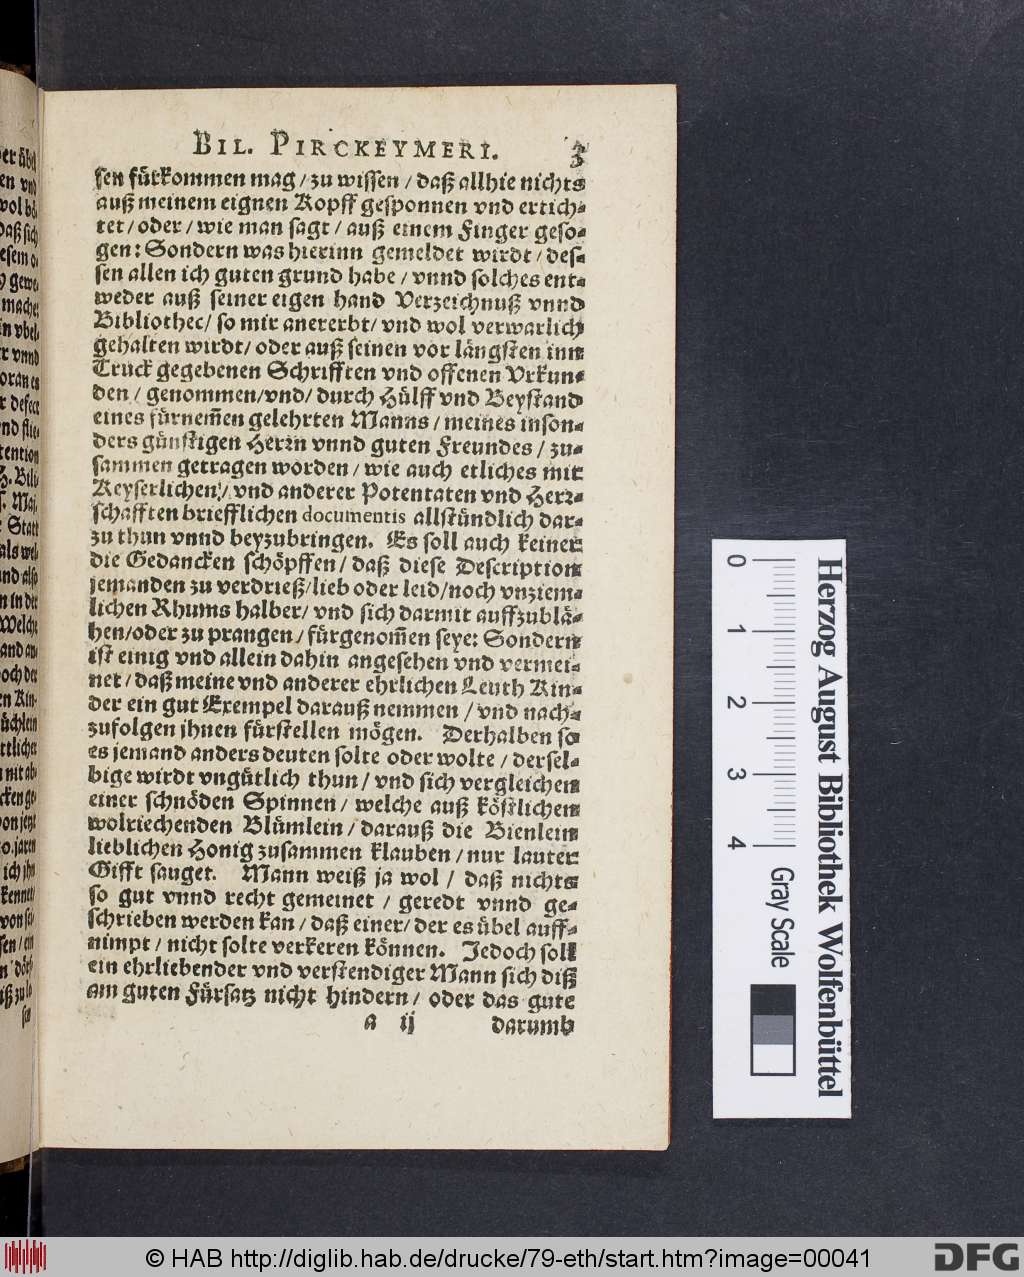 BIL. PIRCKEYMERI. 3
sen fürkommen mag / zu wissen / daß allhie nichts
auß meinem eignen Kopff gesponnen vnd ertich-
tet / oder / wie man sagt / auß einem Finger geso-
gen: Sondern was hierinn gemeldet wirdt / des-
sen allen ich guten grund habe / vnnd solches ent-
weder auß seiner eigen hand Verzeichnuß vnnd
Bibliothec / so mir anererbt / vnd wol verwarlich
gehalten wirdt / oder auß seinen vor längsten inn
Truck gegebenen Schrifften vnd offenen Vrkun-
den / genommen / vnd / durch Hülff vnd Beystand
eines fürnem̃en gelehrten Manns / meines inson-
ders günstigen Herrn vnnd guten Freundes / zu-
sammen getragen worden / wie auch etliches mit
Keyserlichen / vnd anderer Potentaten vnd Herr-
schafften briefflichen documentis allstündlich dar-
zu thun vnnd beyzubringen. Es soll auch keiner
die Gedancken schöpffen / daß diese Description
jemanden zu verdrieß / lieb oder leid / noch vnziem-
lichen Rhums halber / vnd sich darmit auffzublä-
hen / oder zu prangen / fürgenom̃en seye: Sondern
ist einig vnd allein dahin angesehen vnd vermei-
net / daß meine vnd anderer ehrlichen Leuth Kin-
der ein gut Exempel darauß nemmen / vnd nach-
zufolgen jhnen fürstellen mögen. Derhalben so
es jemand anders deuten solte oder wolte / dersel-
bige wirdt vngütlich thun / vnd sich vergleichen
einer schnöden Spinnen / welche auß köstlichen
wolriechenden Blümlein / darauß die Bienlein
lieblichen Honig zusammen klauben / nur lauter
Gifft sauget. Mann weiß ja wol / daß nichts
so gut vnnd recht gemeinet / geredt vnnd ge-
schrieben werden kan / daß einer / der es übel auff-
nimpt / nicht solte verkeren können. Jedoch soll
ein ehrliebender vnd verstendiger Mann sich diß
am guten Fürsatz nicht hindern / oder das gute
a ij darumb
0 1 2 3 4 Gray Scale
Herzog August Bibliothek Wolfenbüttel
© HAB http://diglib.hab.de/drucke/79-eth/start.htm?image=00041
DFG